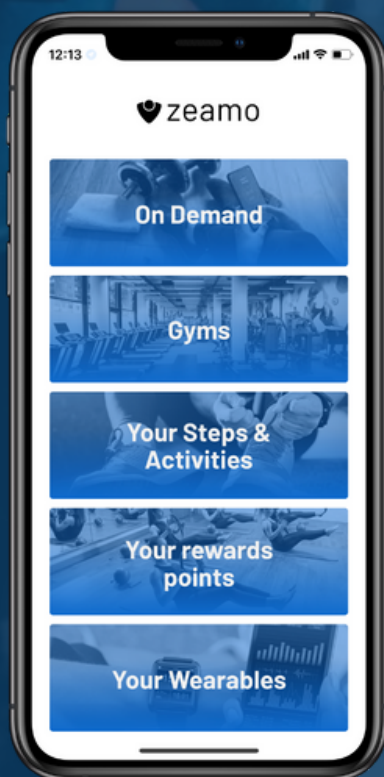 12:13
zeamo
On Demand
Gyms
Your Steps &
Activities
Your rewards
points
Your Wearables